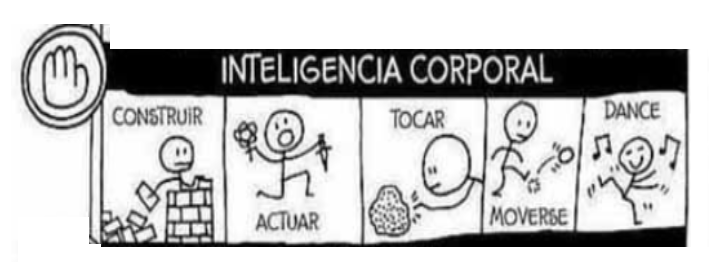 INTELIGENCIA CORPORAL
CONSTRUIR
ACTUAR
TOCAR
MOVERSE
DANCE